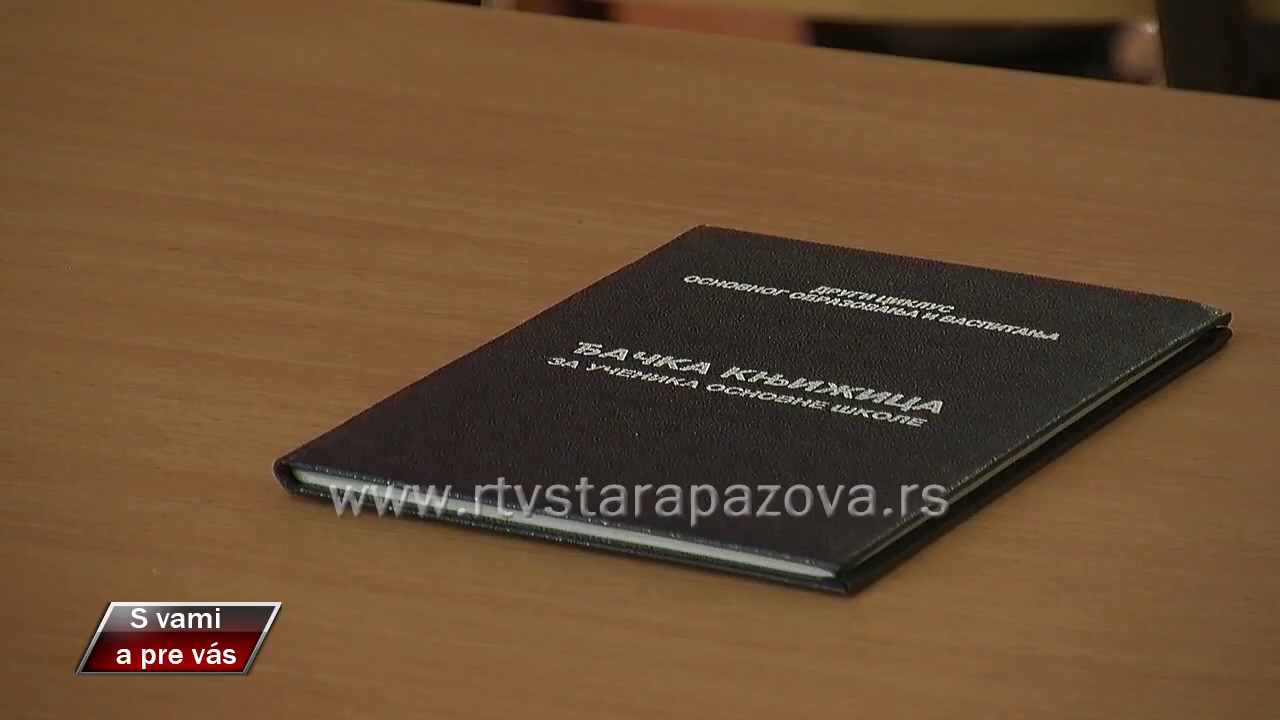 ДРУГИ ЦИКЛУС
ОСНОВНОГ ОБРАЗОВАЊА И ВАСПИТАЊА
ЂАЧКА КЊИЖИЦА
ЗА УЧЕНИКА ОСНОВНЕ ШКОЛЕ
www.rtvstarapazova.rs
S vami
a pre vás